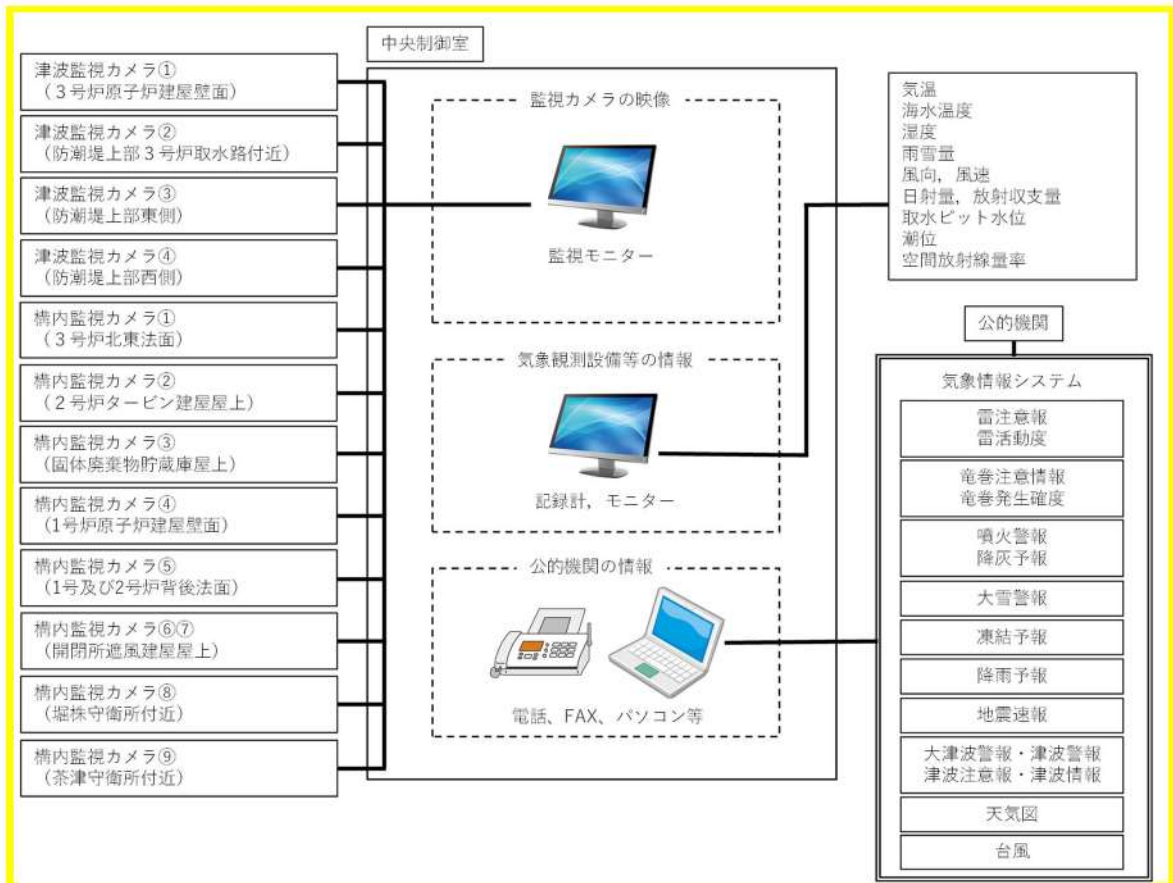 中央制御室
津波監視カメラ①
（３号炉原子炉建屋壁面）
津波監視カメラ②
（防潮堤上部３号炉取水路付近）
津波監視カメラ③
（防潮堤上部東側）
津波監視カメラ④
（防潮堤上部西側）
構内監視カメラ①
（３号炉北東法面）
構内監視カメラ②
（２号炉タービン建屋屋上）
構内監視カメラ③
（固体廃棄物貯蔵庫屋上）
構内監視カメラ④
（1号炉原子炉建屋壁面）
構内監視カメラ⑤
（1号及び2号炉背後法面）
構内監視カメラ⑥⑦
（開閉所遮風建屋屋上）
構内監視カメラ⑧
（堀株守衛所付近）
構内監視カメラ⑨
（茶津守衛所付近）
監視カメラの映像
監視モニター
気象観測設備等の情報
記録計，モニター
公的機関の情報
電話、FAX、パソコン等
気温
海水温度
湿度
雨雪量
風向，風速
日射量，放射収支量
取水ピット水位
潮位
空間放射線量率
公的機関
気象情報システム
雷注意報
雷活動度
竜巻注意情報
竜巻発生確度
噴火警報
降灰予報
大雪警報
凍結予報
降雨予報
地震速報
大津波警報・津波警報
津波注意報・津波情報
天気図
台風